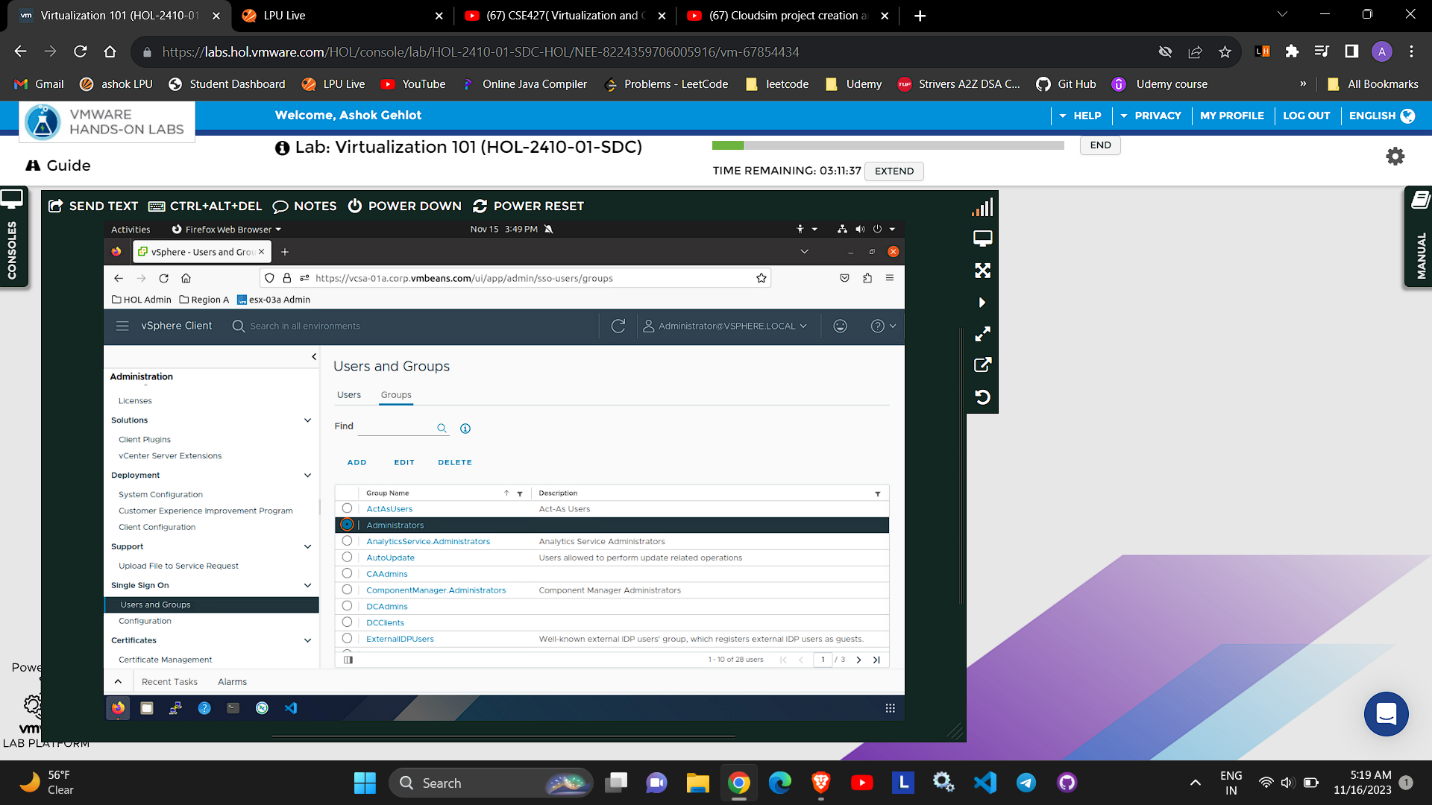 Virtualization 101 (HOL-2410-01
LPU Live
(67) CSE427( Virtualization and C
(67) Cloudsim project creation a
https://labs.hol.vmware.com/HOL/console/lab/HOL-2410-01-SDC-HOL/NEE-8224359706005916/vm-67854434
A
Gmail
ashok LPU
Student Dashboard
LPU Live
YouTube
Online Java Compiler
Problems - LeetCode
leetcode
Udemy
Strivers A2Z DSA C...
Git Hub
Udemy course
»
All Bookmarks
VMWARE
HANDS-ON LABS
Welcome, Ashok Gehlot
HELP
PRIVACY
MY PROFILE
LOG OUT
ENGLISH
Guide
Lab: Virtualization 101 (HOL-2410-01-SDC)
END
TIME REMAINING: 03:11:37
EXTEND
CONSOLES
MANUAL
SEND TEXT
CTRL+ALT+DEL
NOTES
POWER DOWN
POWER RESET
Activities
Firefox Web Browser
Nov 15 3:49 PM
vSphere - Users and Grou
https://vcsa-01a.corp.vmbeans.com/ui/app/admin/sso-users/groups
HOL Admin
Region A
esx-03a Admin
vSphere Client
Search in all environments
Administrator@VSPHERE.LOCAL
Administration
Licenses
Solutions
Client Plugins
vCenter Server Extensions
Deployment
System Configuration
Customer Experience Improvement Program
Client Configuration
Support
Upload File to Service Request
Single Sign On
Users and Groups
Configuration
Certificates
Certificate Management
Users and Groups
Users
Groups
Find
ADD
EDIT
DELETE
Group Name
Description
ActAsUsers
Act-As Users
Administrators
AnalyticsService.Administrators
Analytics Service Administrators
AutoUpdate
Users allowed to perform update related operations
CAAdmins
ComponentManager.Administrators
Component Manager Administrators
DCAdmins
DCClients
ExternalIDPUsers
Well-known external IDP users' group, which registers external IDP users as guests.
1 - 10 of 28 users
1 / 3
Recent Tasks
Alarms
Powe
vm
LAB PLATFORM
56°F
Clear
Search
L
ENG
IN
5:19 AM
11/16/2023
1